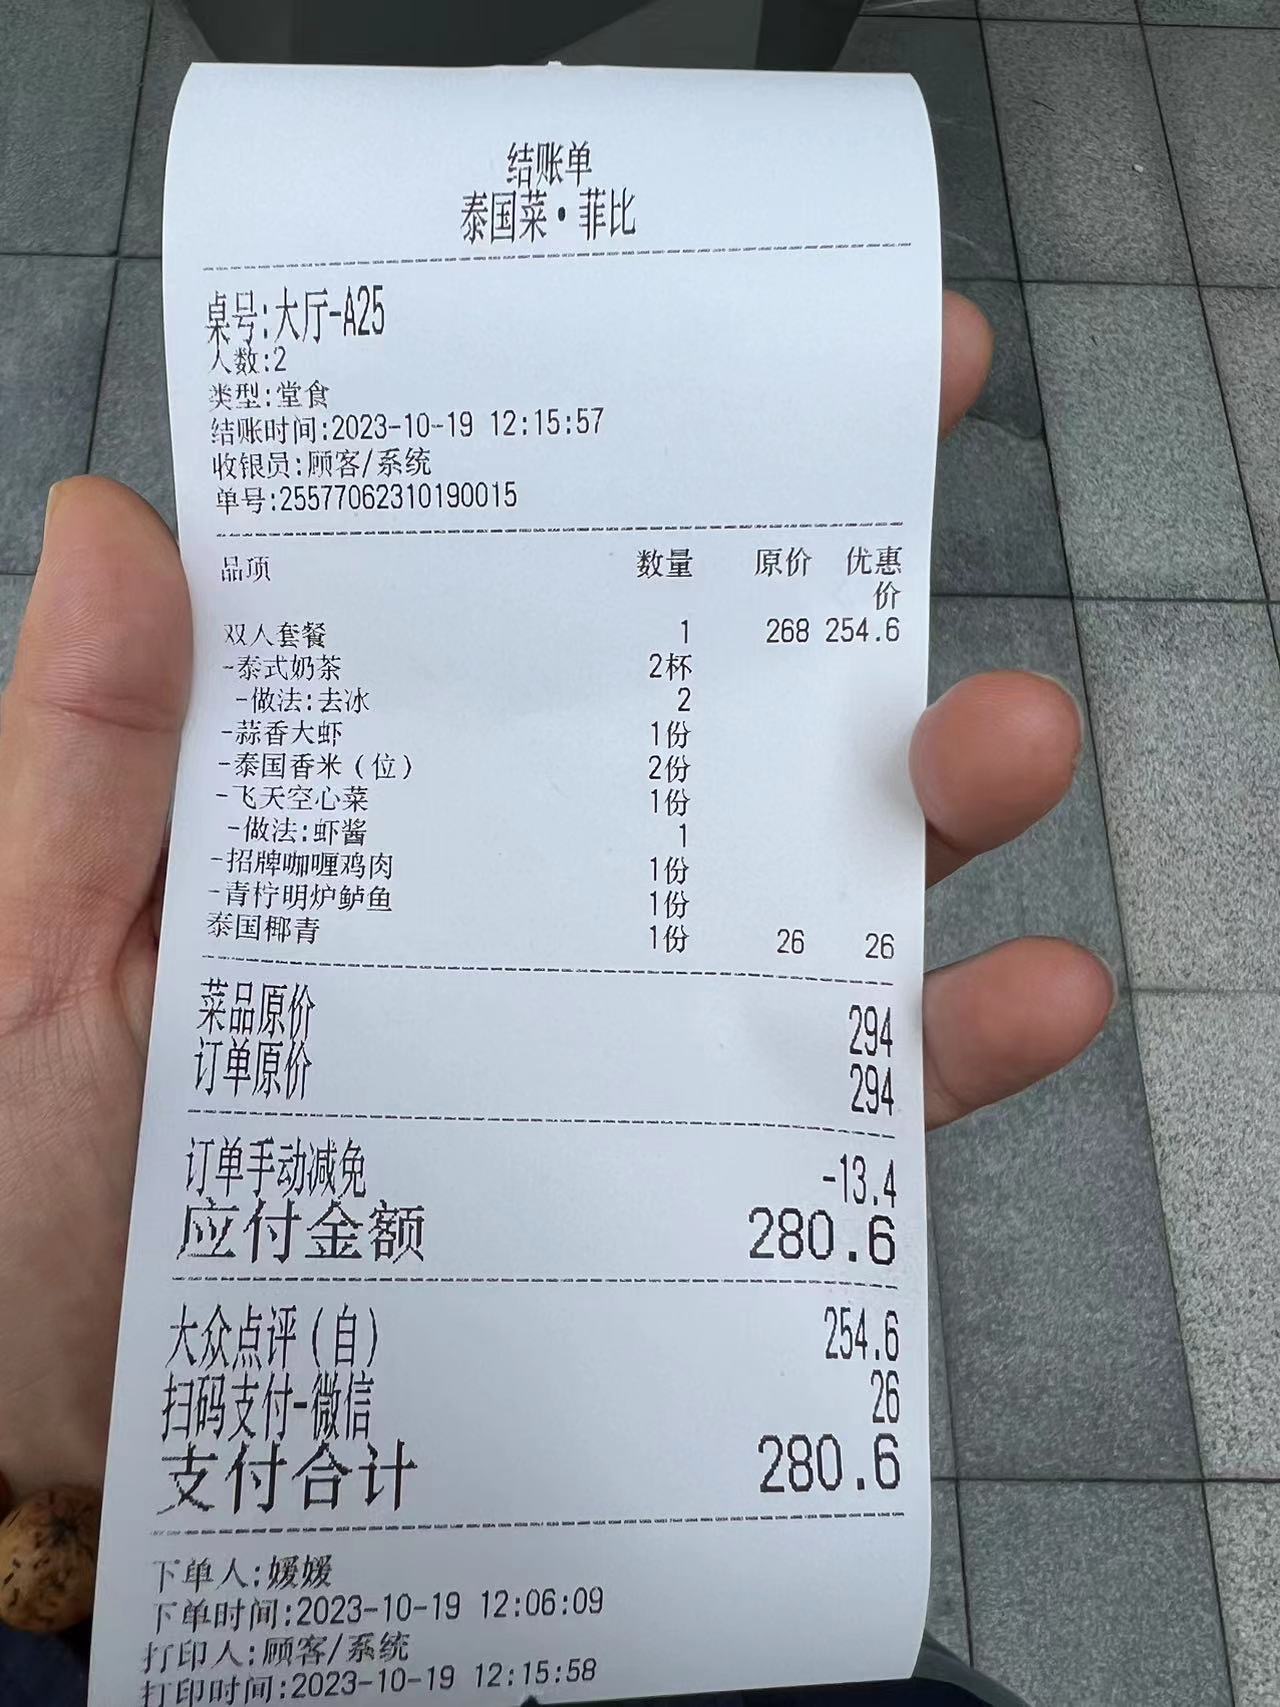 结账单
泰国菜·菲比
桌号:大厅-A25
人数:2
类型:堂食
结账时间:2023-10-19 12:15:57
收银员:顾客/系统
单号:25577062310190015
品项 数量 原价 优惠价
双人套餐 1 268 254.6
-泰式奶茶 2杯
-做法:去冰 2
-蒜香大虾 1份
-泰国香米(位) 2份
-飞天空心菜 1份
-做法:虾酱 1
-招牌咖喱鸡肉 1份
-青柠明炉鲈鱼 1份
泰国椰青 1份 26 26
菜品原价 294
订单原价 294
订单手动减免 -13.4
应付金额 280.6
大众点评(自) 254.6
扫码支付-微信 26
支付合计 280.6
下单人:媛媛
下单时间:2023-10-19 12:06:09
打印人:顾客/系统
打印时间:2023-10-19 12:15:58